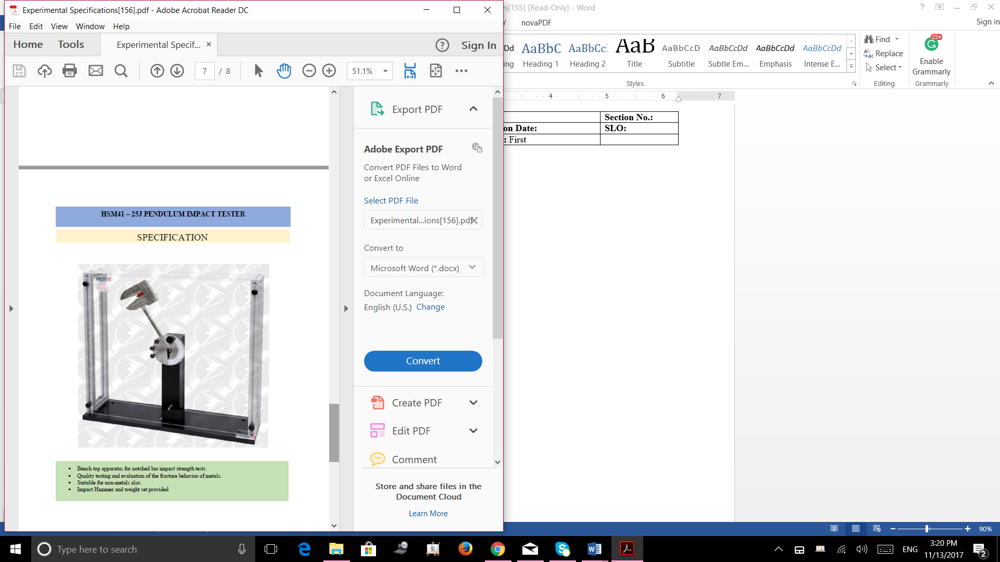 Experimental Specifications[156].pdf - Adobe Acrobat Reader DC
es[155] [Read-Only] - Word
File Edit View Window Help
Y novaPDF
Sign in
Home Tools Experimental Specif... × Sign In
7 / 8
51.1%
Dd AaBbC AaBbCc AaB AaBbCcD AaBbCcDd AaBbCcDd AaBbCcDd
ing Heading 1 Heading 2 Title Subtitle Subtle Em... Emphasis Intense E...
Styles
Find
Replace
Select
Editing
25+
Enable
Grammarly
Grammarly
4 5 6 7
Section No.:
on Date: SLO:
: First
HSM41 – 25J PENDULUM IMPACT TESTER
SPECIFICATION
▪ Bench top apparatus for notched bar impact strength tests.
▪ Quality testing and evaluation of the fracture behavior of metals.
▪ Suitable for non-metals also.
▪ Impact Hammer and weight set provided
Export PDF
Adobe Export PDF
Convert PDF Files to Word
or Excel Online
Select PDF File
Experimental...ions[156].pdf
Convert to
Microsoft Word (*.docx)
Document Language:
English (U.S.) Change
Convert
Create PDF
Edit PDF
Comment
Store and share files in the
Document Cloud
Learn More
90%
Type here to search
ENG
3:20 PM
11/13/2017
2